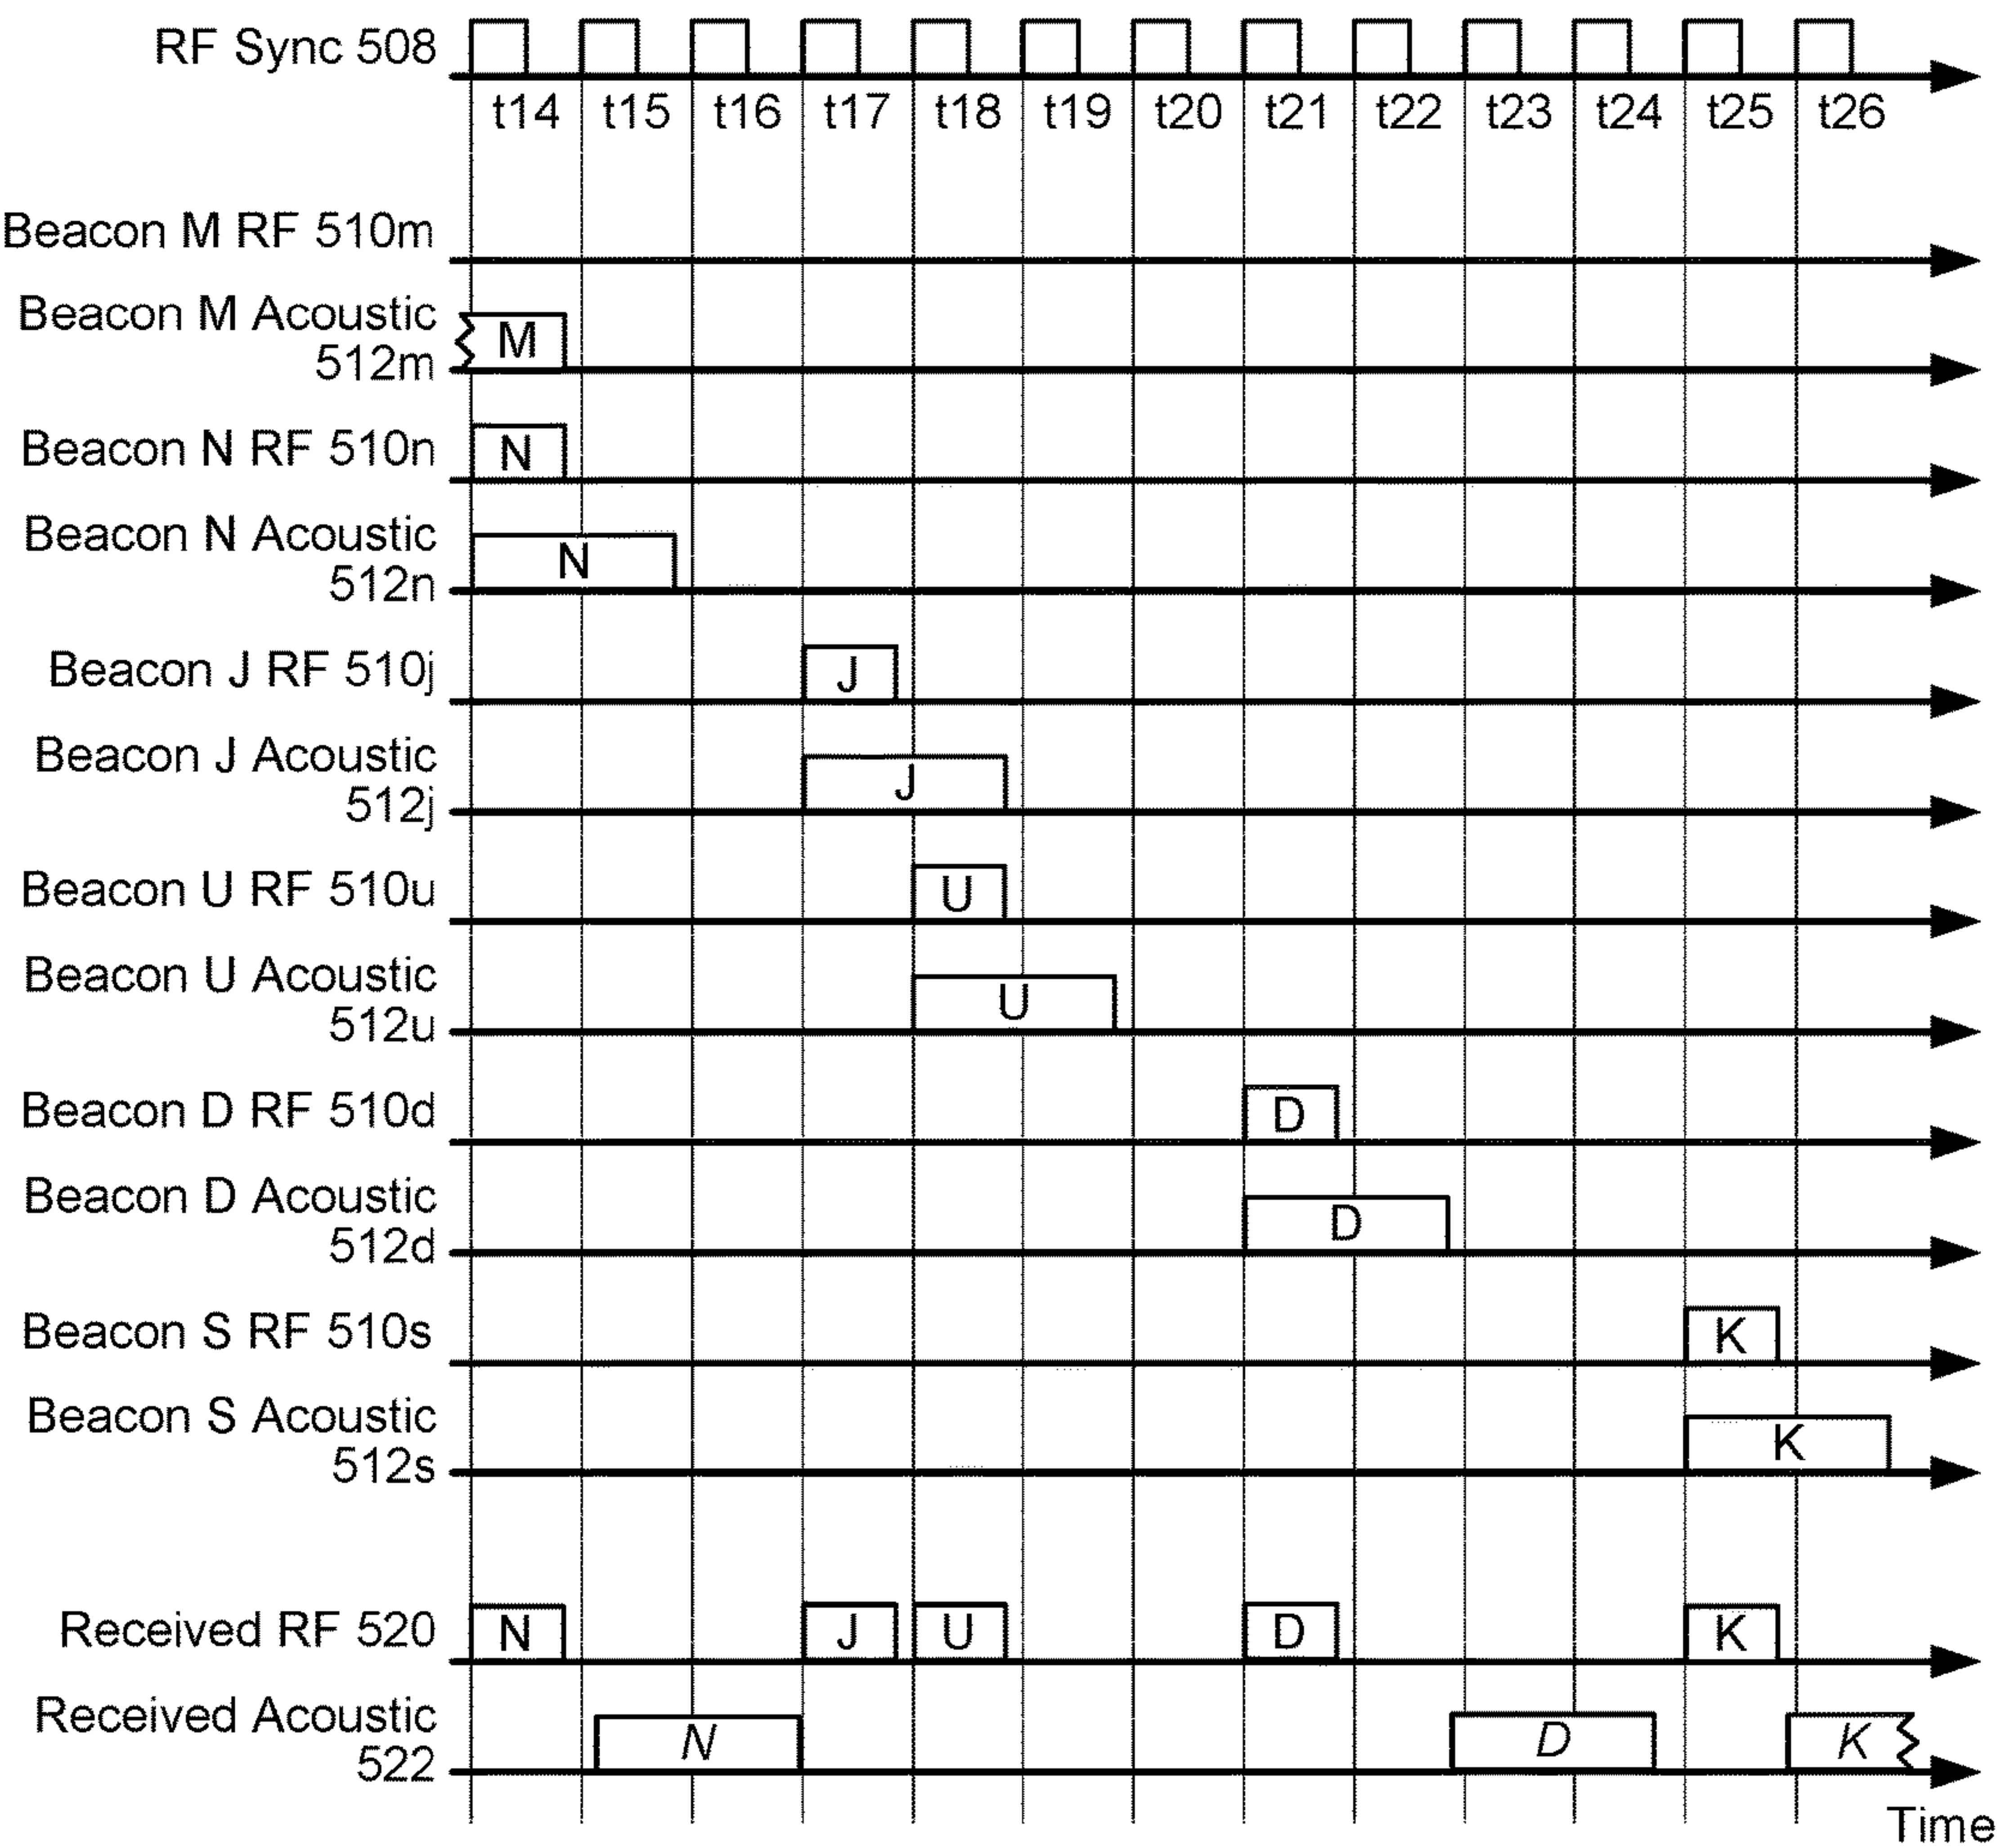 RF Sync 508
t14 t15 t16 t17 t18 t19 t20 t21 t22 t23 t24 t25 t26
Beacon M RF 510m
Beacon M Acoustic
512m
M
Beacon N RF 510n
N
Beacon N Acoustic
512n
N
Beacon J RF 510j
J
Beacon J Acoustic
512j
J
Beacon U RF 510u
U
Beacon U Acoustic
512u
U
Beacon D RF 510d
D
Beacon D Acoustic
512d
D
Beacon S RF 510s
K
Beacon S Acoustic
512s
K
Received RF 520
N J U D K
Received Acoustic
522
N D K
Time